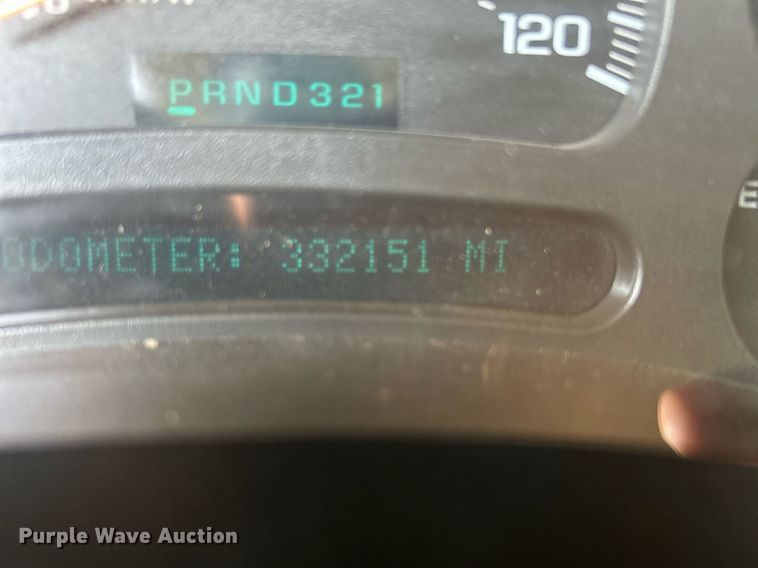 120
PRND321
ODOMETER: 332151 MI
E
Purple Wave Auction